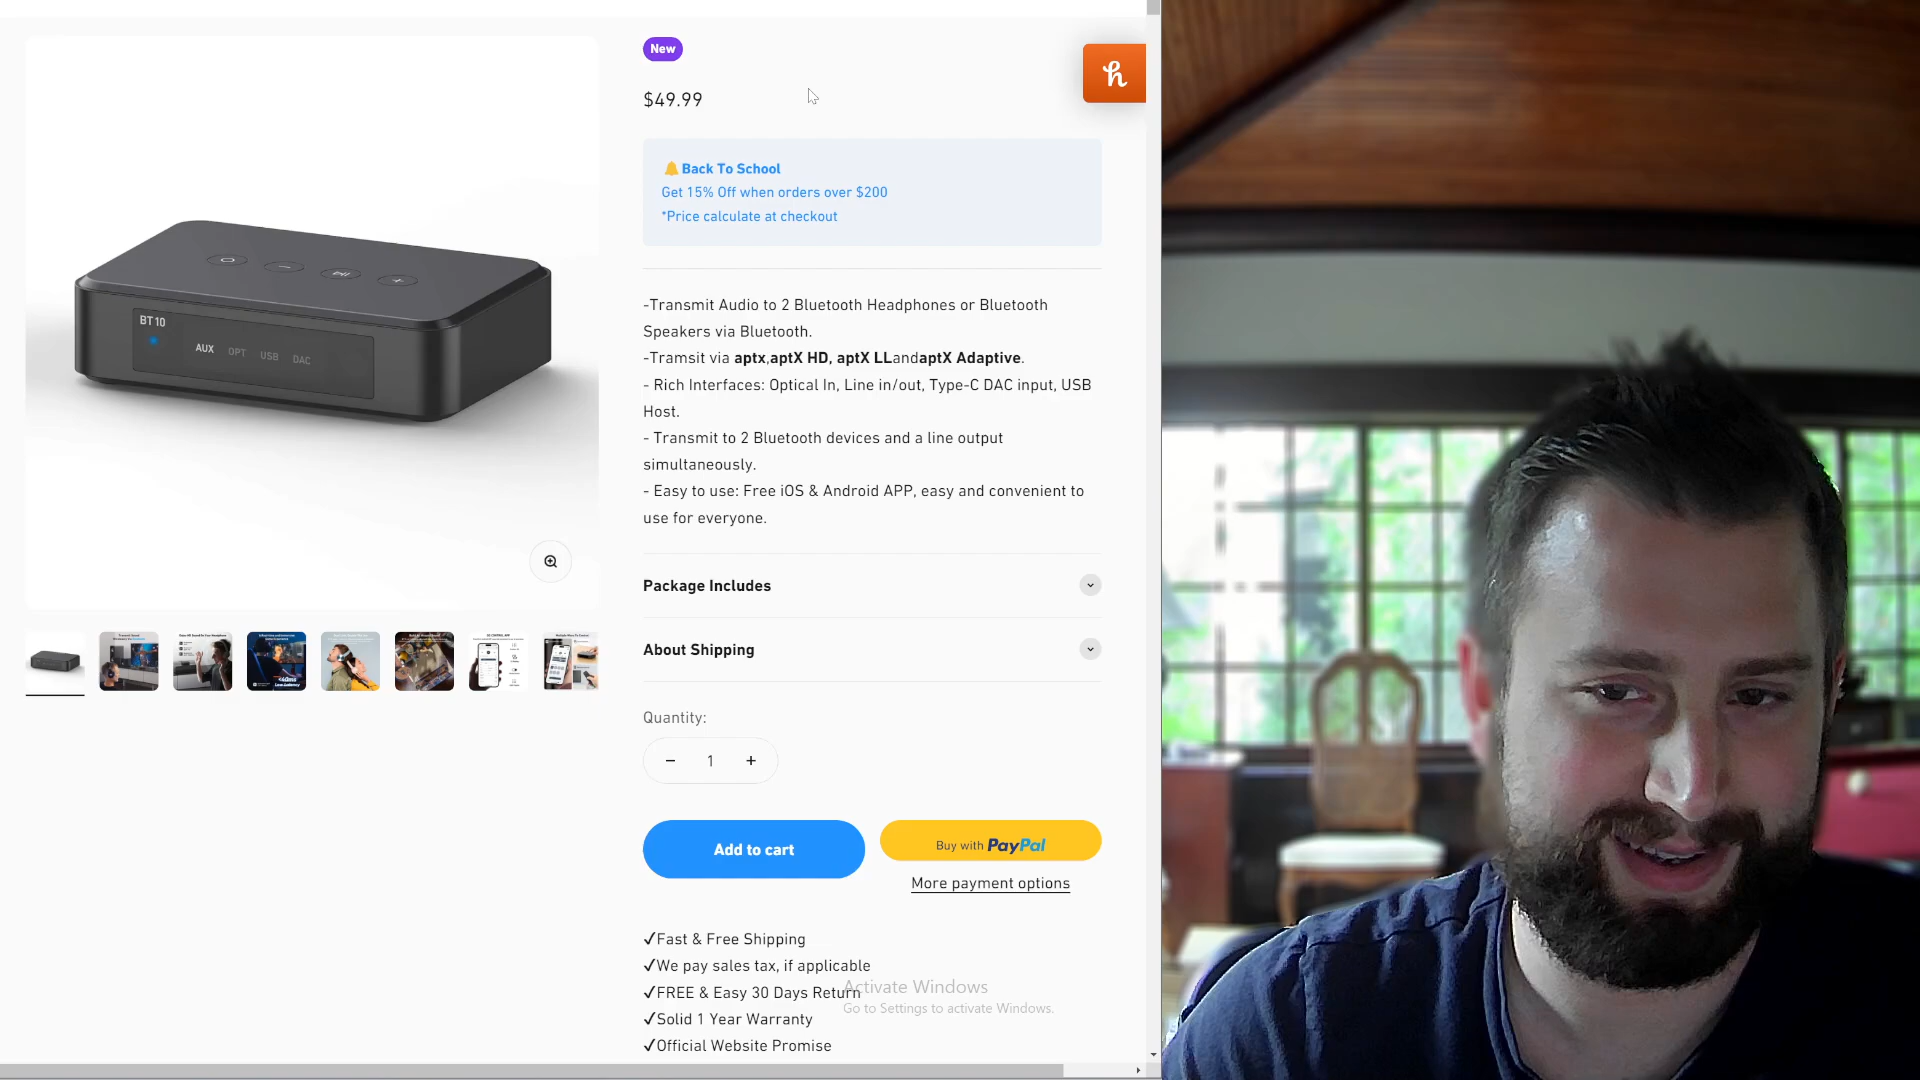 New
$49.99
🔔Back To School
Get 15% Off when orders over $200
*Price calculate at checkout
BT10
AUX OPT USB DAC
-Transmit Audio to 2 Bluetooth Headphones or Bluetooth
Speakers via Bluetooth.
-Tramsit via aptx,aptX HD, aptX LLandaptX Adaptive.
- Rich Interfaces: Optical In, Line in/out, Type-C DAC input, USB
Host.
- Transmit to 2 Bluetooth devices and a line output
simultaneously.
- Easy to use: Free iOS & Android APP, easy and convenient to
use for everyone.
Package Includes
About Shipping
Quantity:
− 1 +
Add to cart
Buy with PayPal
More payment options
✓Fast & Free Shipping
✓We pay sales tax, if applicable
✓FREE & Easy 30 Days Return
✓Solid 1 Year Warranty
✓Official Website Promise
Activate Windows
Go to Settings to activate Windows.